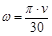 ω = π · ν / 30